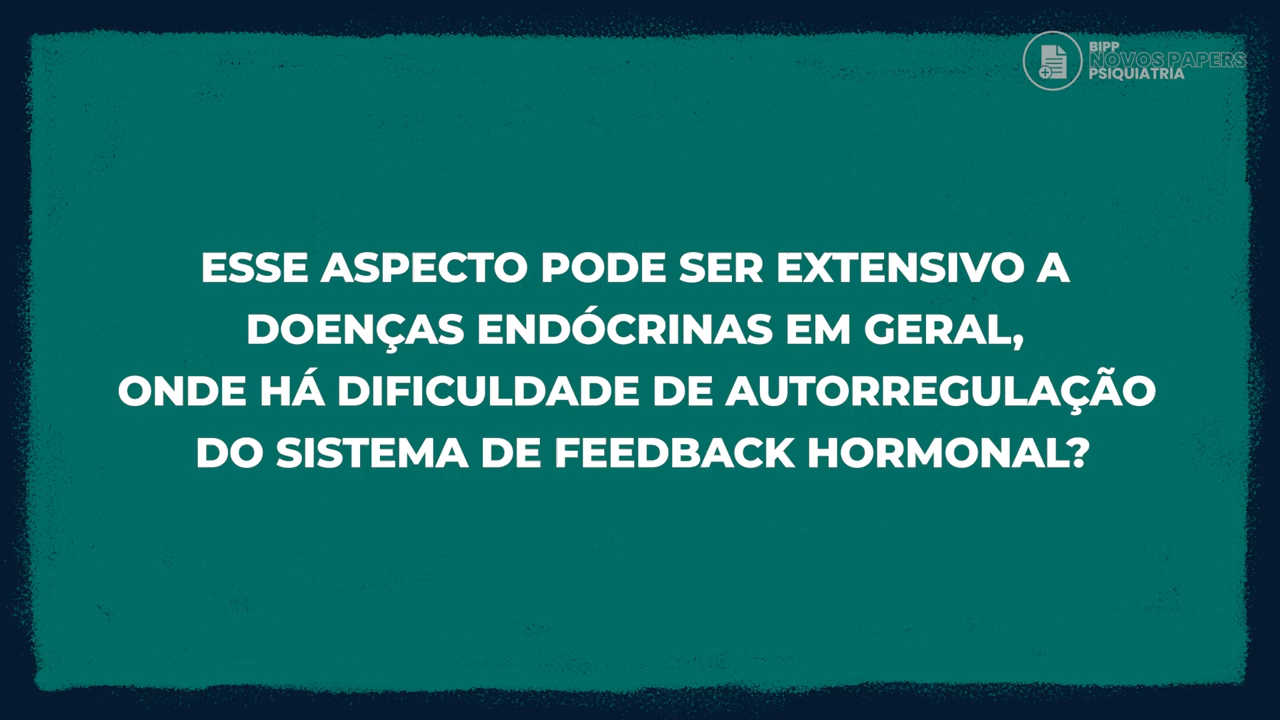 BIPP
NOVOS PAPERS
PSIQUIATRIA
ESSE ASPECTO PODE SER EXTENSIVO A
DOENÇAS ENDÓCRINAS EM GERAL,
ONDE HÁ DIFICULDADE DE AUTORREGULAÇÃO
DO SISTEMA DE FEEDBACK HORMONAL?